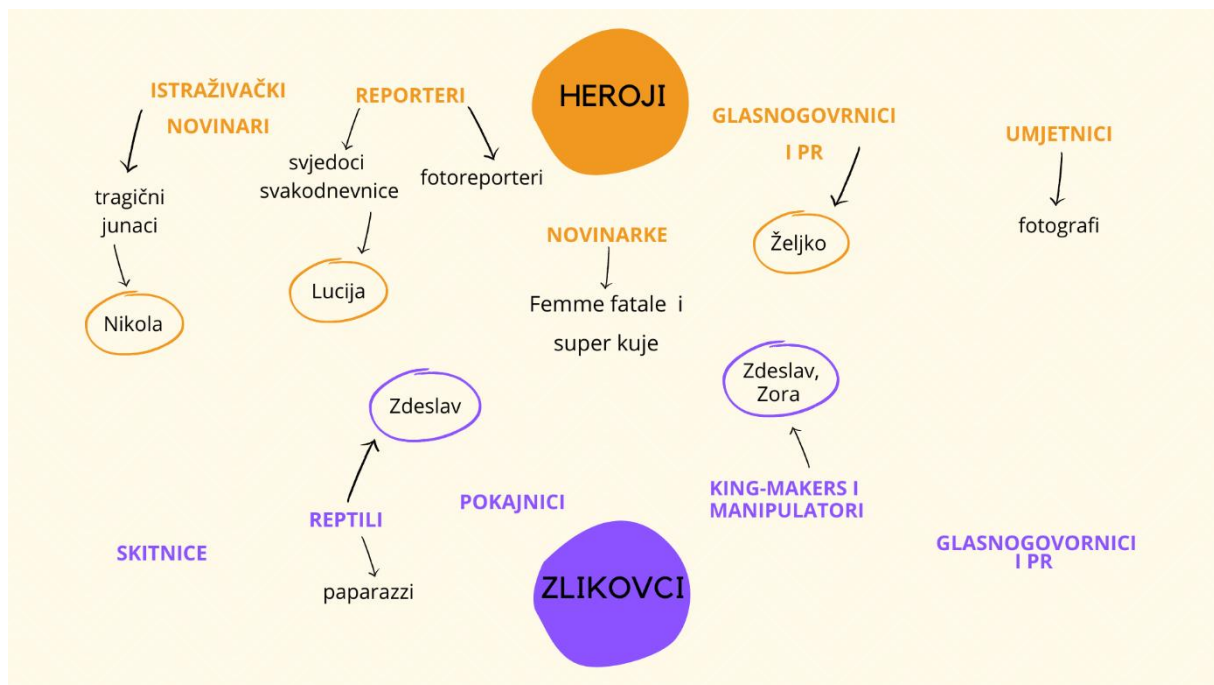 HEROJI
ISTRAŽIVAČKI
NOVINARI
tragični
junaci
Nikola
REPORTERI
svjedoci
svakodnevnice
fotoreporteri
Lucija
NOVINARKE
Femme fatale i
super kuje
GLASNOGOVRNICI
I PR
Željko
UMJETNICI
fotografi
Zdeslav
Zdeslav,
Zora
SKITNICE
REPTILI
paparazzi
POKAJNICI
KING-MAKERS I
MANIPULATORI
GLASNOGOVORNICI
I PR
ZLIKOVCI